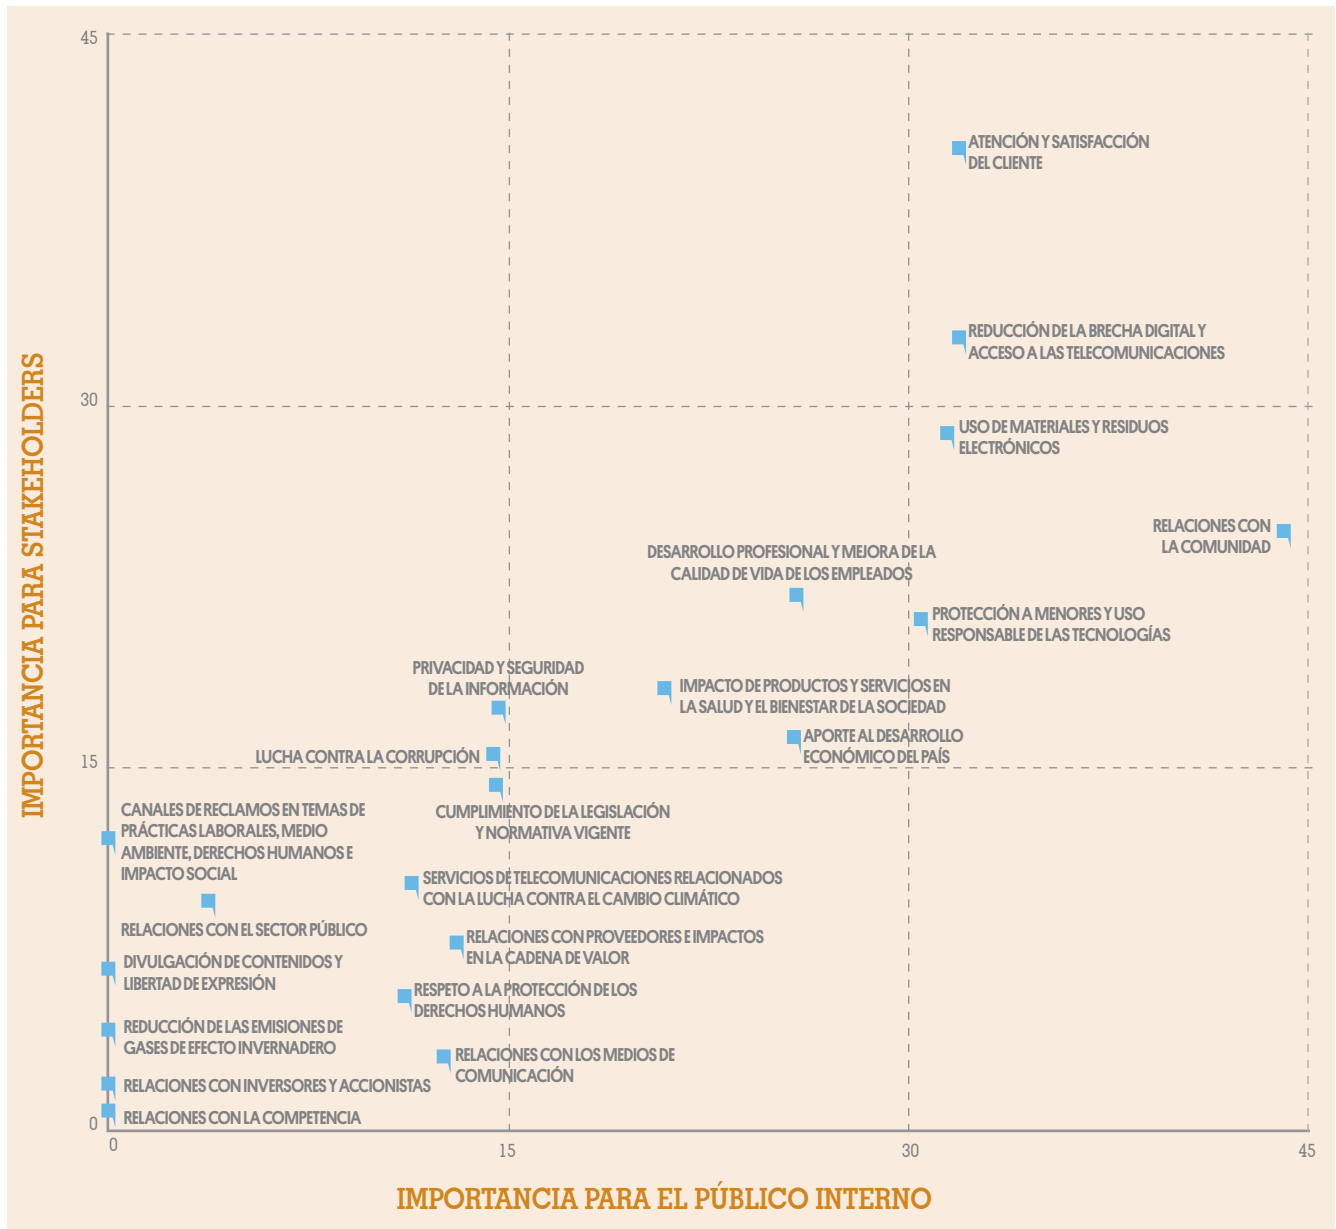 45
ATENCIÓN Y SATISFACCIÓN
DEL CLIENTE
REDUCCIÓN DE LA BRECHA DIGITAL Y
ACCESO A LAS TELECOMUNICACIONES
IMPORTANCIA PARA STAKEHOLDERS
30
USO DE MATERIALES Y RESIDUOS
ELECTRÓNICOS
RELACIONES CON
LA COMUNIDAD
DESARROLLO PROFESIONAL Y MEJORA DE LA
CALIDAD DE VIDA DE LOS EMPLEADOS
PROTECCIÓN A MENORES Y USO
RESPONSABLE DE LAS TECNOLOGÍAS
PRIVACIDAD Y SEGURIDAD
DE LA INFORMACIÓN
IMPACTO DE PRODUCTOS Y SERVICIOS EN
LA SALUD Y EL BIENESTAR DE LA SOCIEDAD
APORTE AL DESARROLLO
ECONÓMICO DEL PAÍS
LUCHA CONTRA LA CORRUPCIÓN
15
CUMPLIMIENTO DE LA LEGISLACIÓN
Y NORMATIVA VIGENTE
CANALES DE RECLAMOS EN TEMAS DE
PRÁCTICAS LABORALES, MEDIO
AMBIENTE, DERECHOS HUMANOS E
IMPACTO SOCIAL
SERVICIOS DE TELECOMUNICACIONES RELACIONADOS
CON LA LUCHA CONTRA EL CAMBIO CLIMÁTICO
RELACIONES CON EL SECTOR PÚBLICO
RELACIONES CON PROVEEDORES E IMPACTOS
EN LA CADENA DE VALOR
DIVULGACIÓN DE CONTENIDOS Y
LIBERTAD DE EXPRESIÓN
RESPETO A LA PROTECCIÓN DE LOS
DERECHOS HUMANOS
REDUCCIÓN DE LAS EMISIONES DE
GASES DE EFECTO INVERNADERO
RELACIONES CON LOS MEDIOS DE
COMUNICACIÓN
RELACIONES CON INVERSORES Y ACCIONISTAS
RELACIONES CON LA COMPETENCIA
0
0
15
30
45
IMPORTANCIA PARA EL PÚBLICO INTERNO